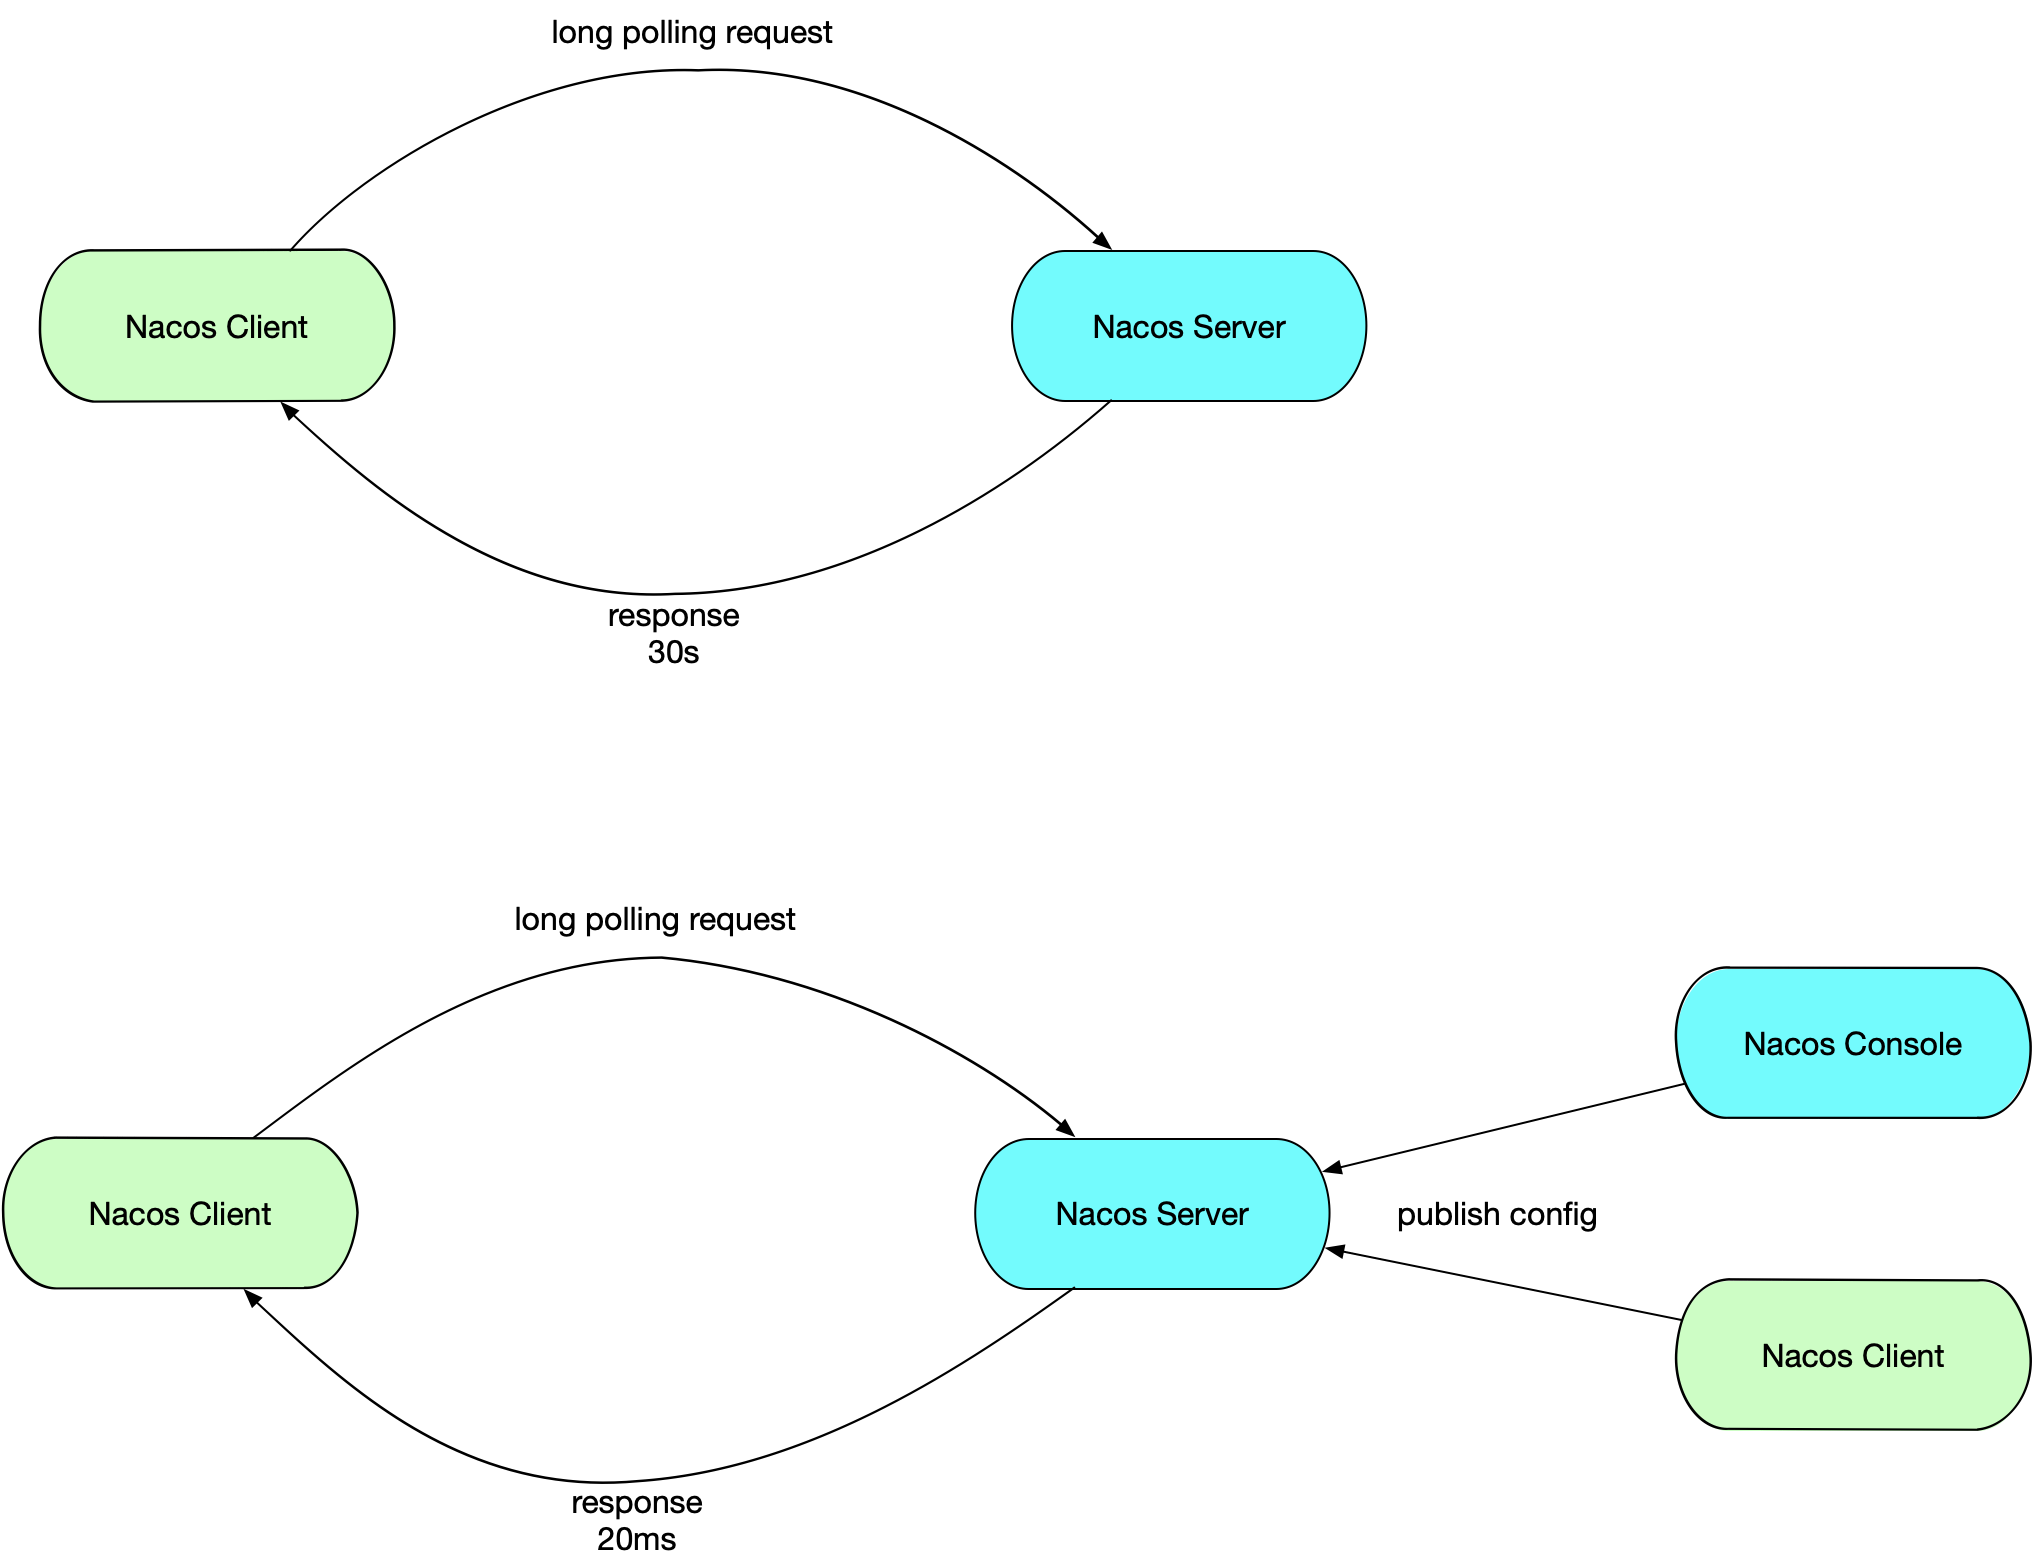 long polling request
Nacos Client
Nacos Server
response
30s
long polling request
Nacos Console
Nacos Client
Nacos Server
publish config
Nacos Client
response
20ms